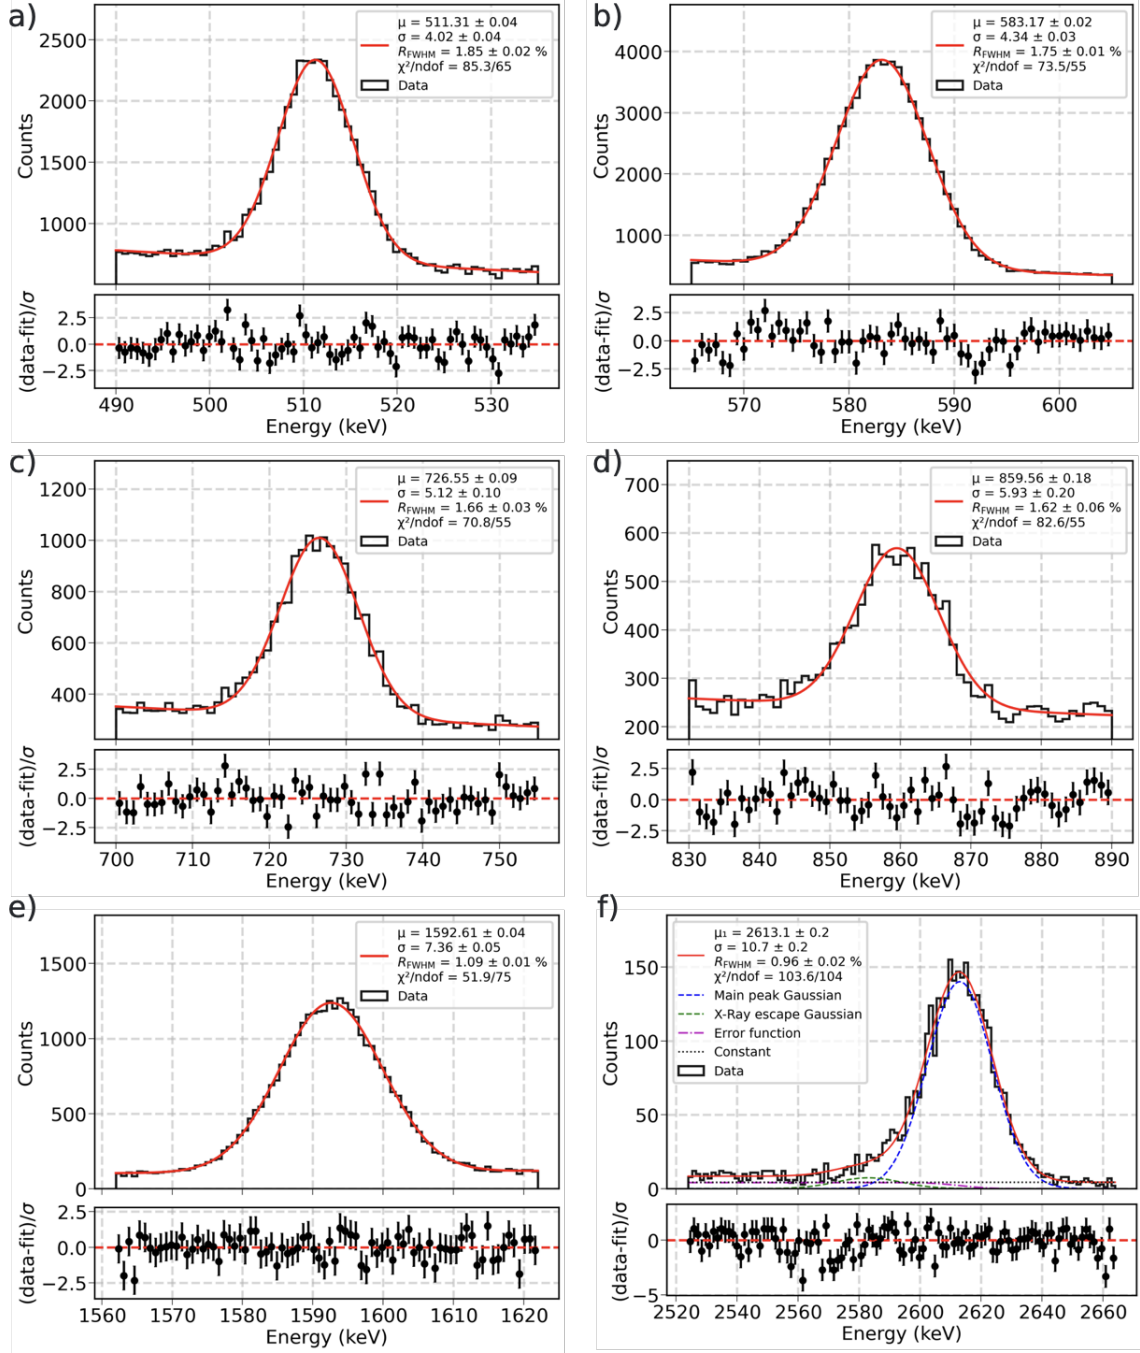 a)
μ = 511.31 ± 0.04
σ = 4.02 ± 0.04
R_FWHM = 1.85 ± 0.02 %
χ²/ndof = 85.3/65
Data
Counts
2500
2000
1500
1000
(data-fit)/σ
2.5
0.0
−2.5
490 500 510 520 530
Energy (keV)
b)
μ = 583.17 ± 0.02
σ = 4.34 ± 0.03
R_FWHM = 1.75 ± 0.01 %
χ²/ndof = 73.5/55
Data
Counts
4000
3000
2000
1000
(data-fit)/σ
2.5
0.0
−2.5
570 580 590 600
Energy (keV)
c)
μ = 726.55 ± 0.09
σ = 5.12 ± 0.10
R_FWHM = 1.66 ± 0.03 %
χ²/ndof = 70.8/55
Data
Counts
1200
1000
800
600
400
(data-fit)/σ
2.5
0.0
−2.5
700 710 720 730 740 750
Energy (keV)
d)
μ = 859.56 ± 0.18
σ = 5.93 ± 0.20
R_FWHM = 1.62 ± 0.06 %
χ²/ndof = 82.6/55
Data
Counts
700
600
500
400
300
200
(data-fit)/σ
2.5
0.0
−2.5
830 840 850 860 870 880 890
Energy (keV)
e)
μ = 1592.61 ± 0.04
σ = 7.36 ± 0.05
R_FWHM = 1.09 ± 0.01 %
χ²/ndof = 51.9/75
Data
Counts
1500
1000
500
0
(data-fit)/σ
2.5
0.0
−2.5
1560 1570 1580 1590 1600 1610 1620
Energy (keV)
f)
μ₁ = 2613.1 ± 0.2
σ = 10.7 ± 0.2
R_FWHM = 0.96 ± 0.02 %
χ²/ndof = 103.6/104
Main peak Gaussian
X-Ray escape Gaussian
Error function
Constant
Data
Counts
150
100
50
0
(data-fit)/σ
0
−5
2520 2540 2560 2580 2600 2620 2640 2660
Energy (keV)